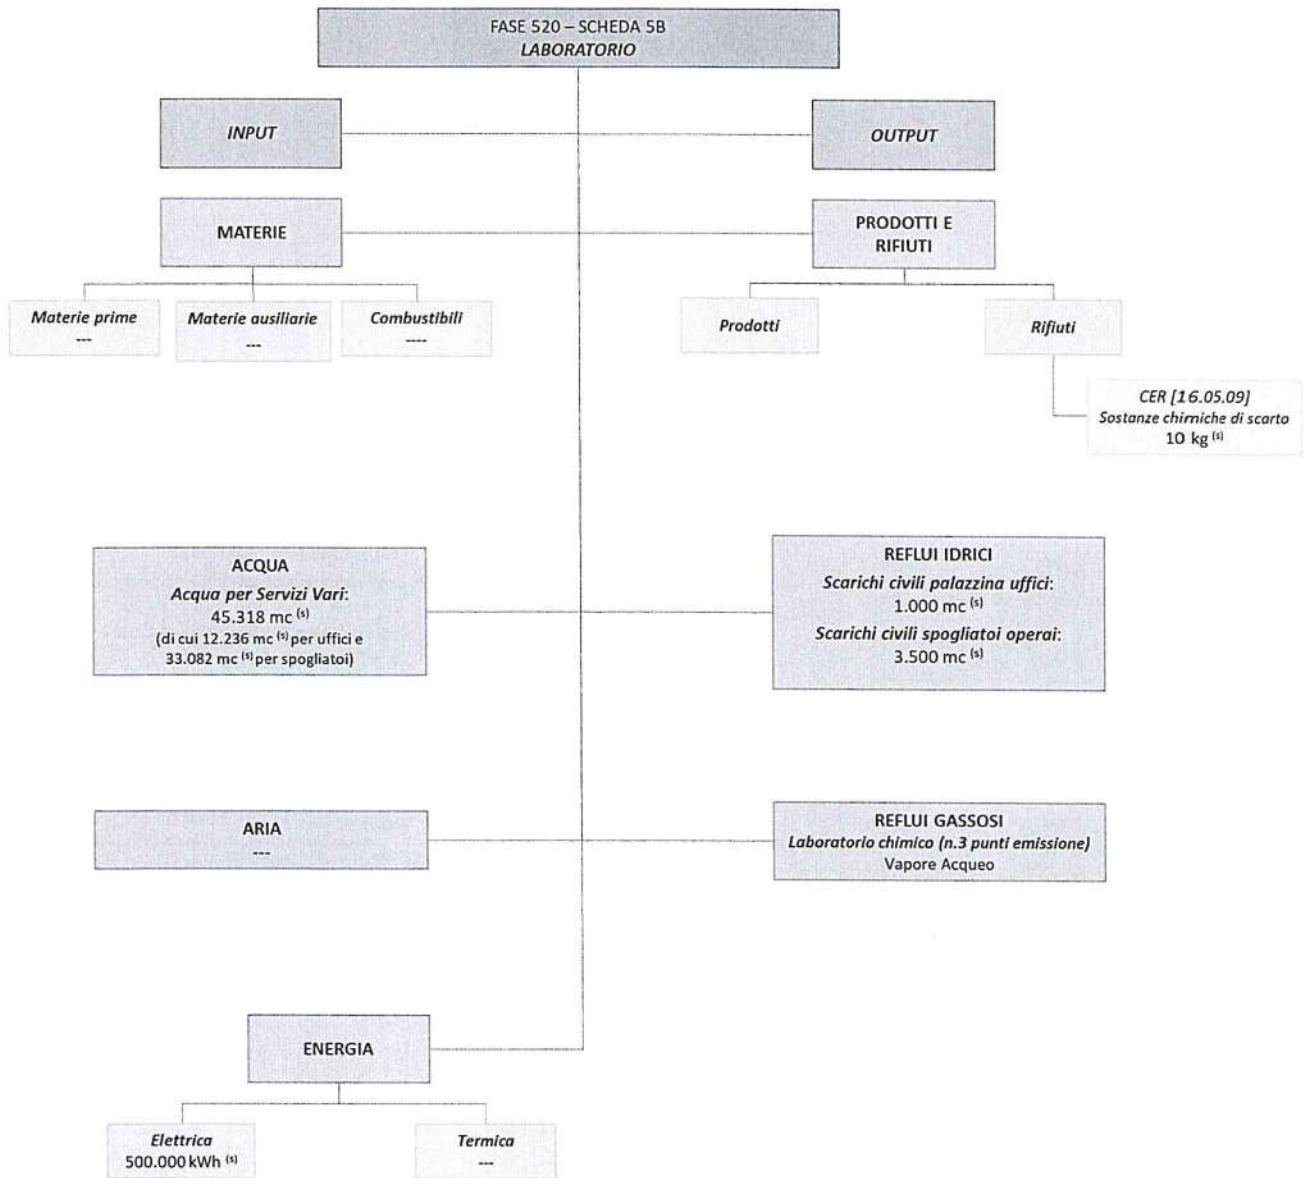 FASE 520 – SCHEDA 5B
LABORATORIO
INPUT
OUTPUT
MATERIE
PRODOTTI E
RIFIUTI
Materie prime
---
Materie ausiliarie
---
Combustibili
----
Prodotti
Rifiuti
CER [16.05.09]
Sostanze chimiche di scarto
10 kg (s)
ACQUA
Acqua per Servizi Vari:
45.318 mc (s)
(di cui 12.236 mc (s) per uffici e
33.082 mc (s) per spogliatoi)
REFLUI IDRICI
Scarichi civili palazzina uffici:
1.000 mc (s)
Scarichi civili spogliatoi operai:
3.500 mc (s)
ARIA
---
REFLUI GASSOSI
Laboratorio chimico (n.3 punti emissione)
Vapore Acqueo
ENERGIA
Elettrica
500.000 kWh (s)
Termica
---